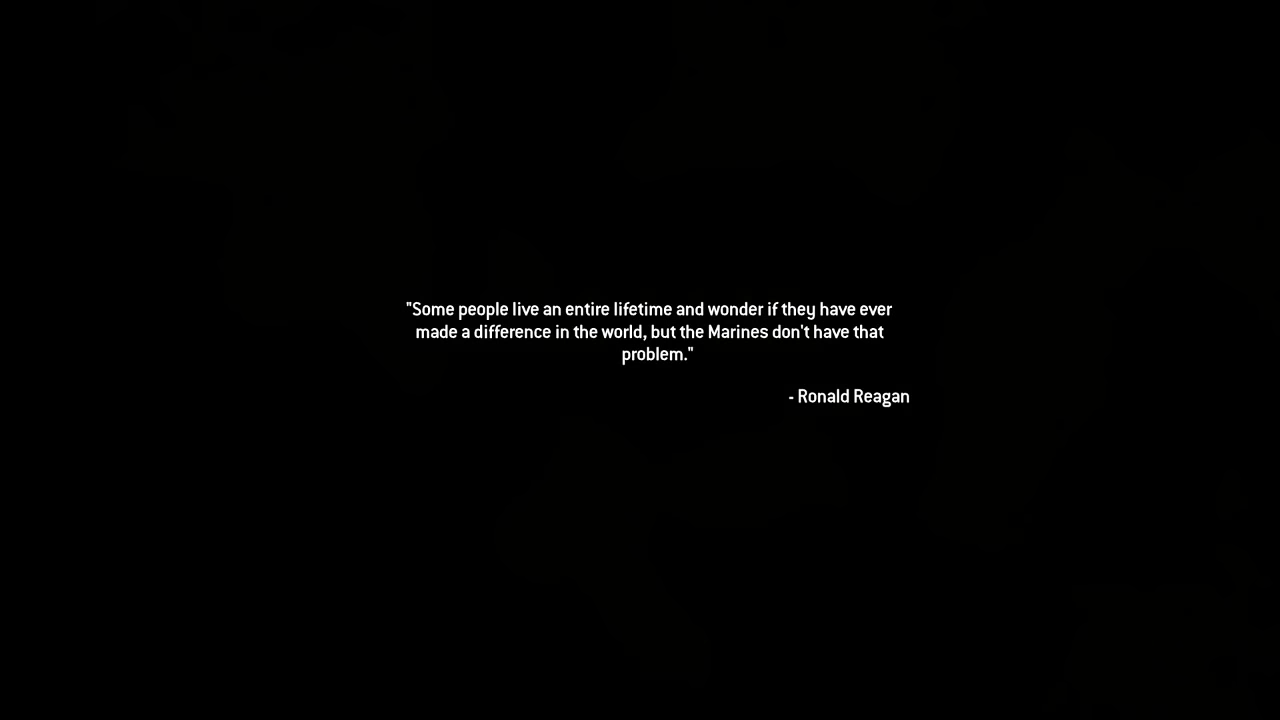 "Some people live an entire lifetime and wonder if they have ever
made a difference in the world, but the Marines don't have that
problem."
- Ronald Reagan